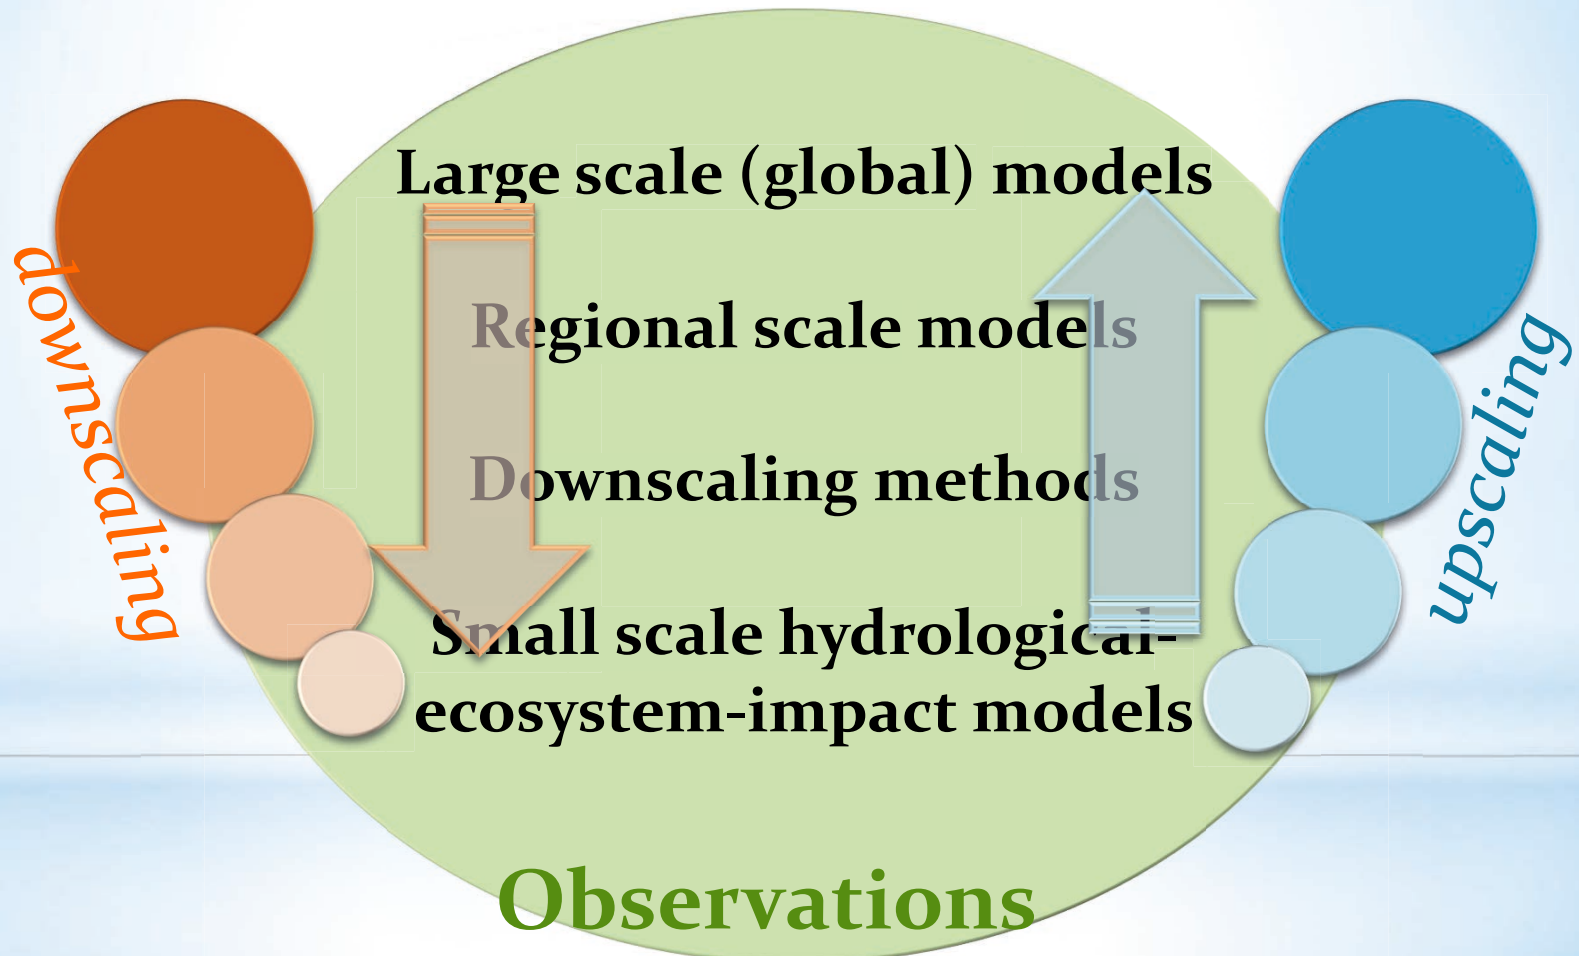 Large scale (global) models
downscaling
Regional scale models
upscaling
Downscaling methods
Small scale hydrological-
ecosystem-impact models
Observations